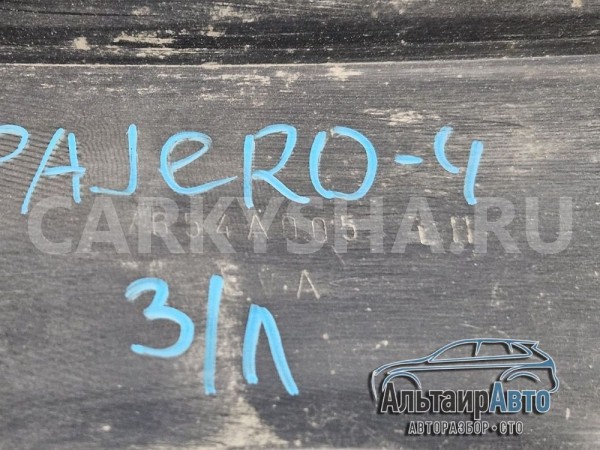 PAJERO-4
CARKYSHA.RU
3/Л
АльтаирАвто
АВТОРАЗБОР • СТО